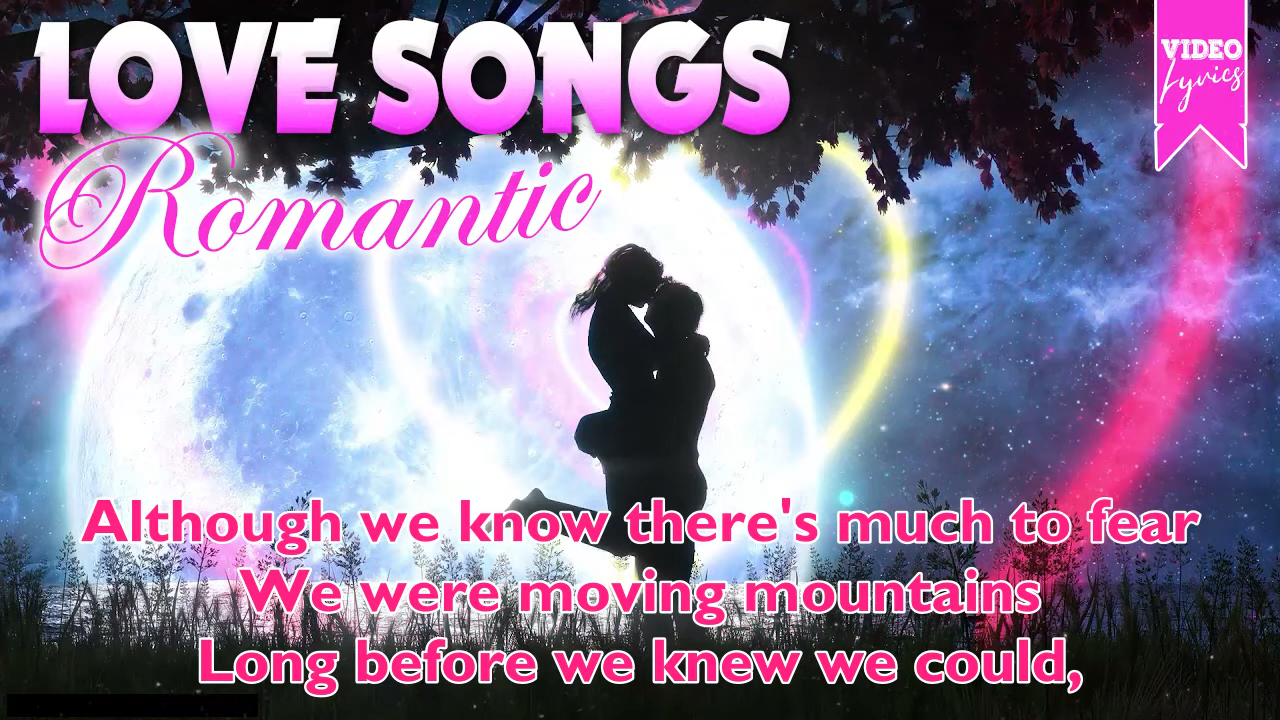 LOVE SONGS
Romantic
VIDEO
Lyrics
Although we know there's much to fear
We were moving mountains
Long before we knew we could,